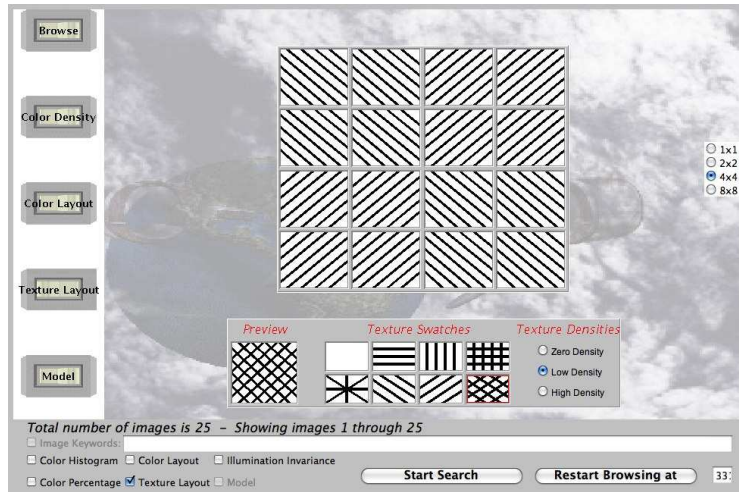 Browse
Color Density
Color Layout
Texture Layout
Model
1x1
2x2
4x4
8x8
Preview
Texture Swatches
Texture Densities
Zero Density
Low Density
High Density
Total number of images is 25 – Showing images 1 through 25
Image Keywords:
Color Histogram Color Layout Illumination Invariance
Color Percentage Texture Layout Model
Start Search
Restart Browsing at